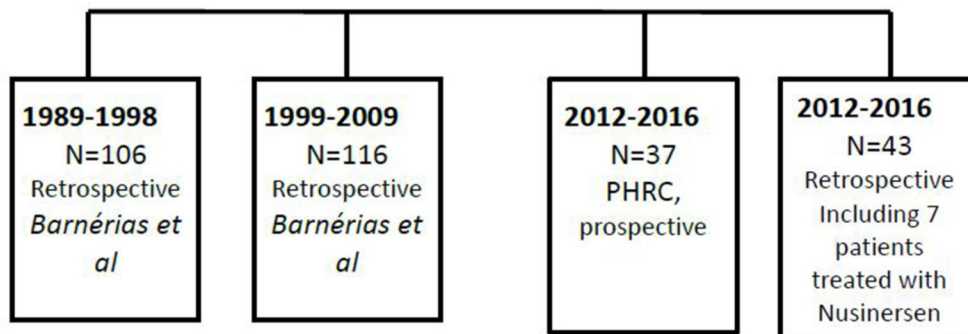 1989-1998
N=106
Retrospective
Barnérias et
al
1999-2009
N=116
Retrospective
Barnérias et
al
2012-2016
N=37
PHRC,
prospective
2012-2016
N=43
Retrospective
Including 7
patients
treated with
Nusinersen